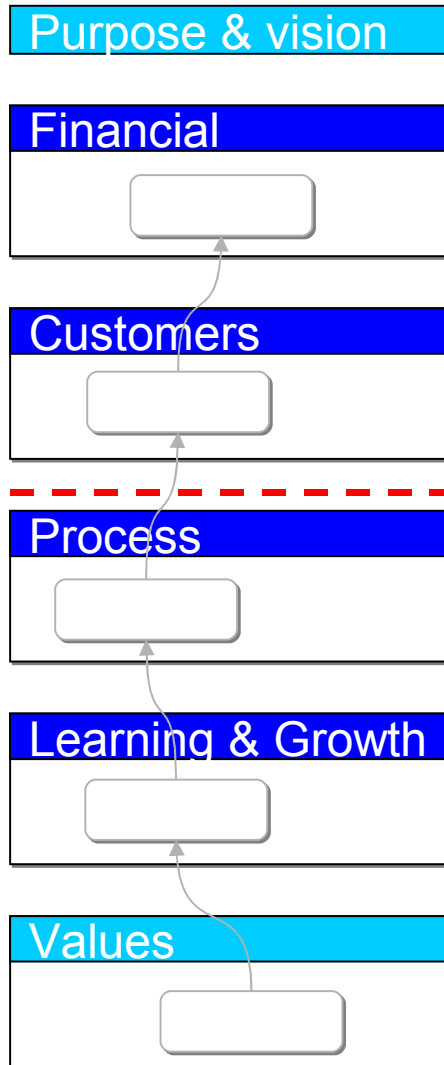 Purpose & vision
Financial
Customers
Process
Learning & Growth
Values